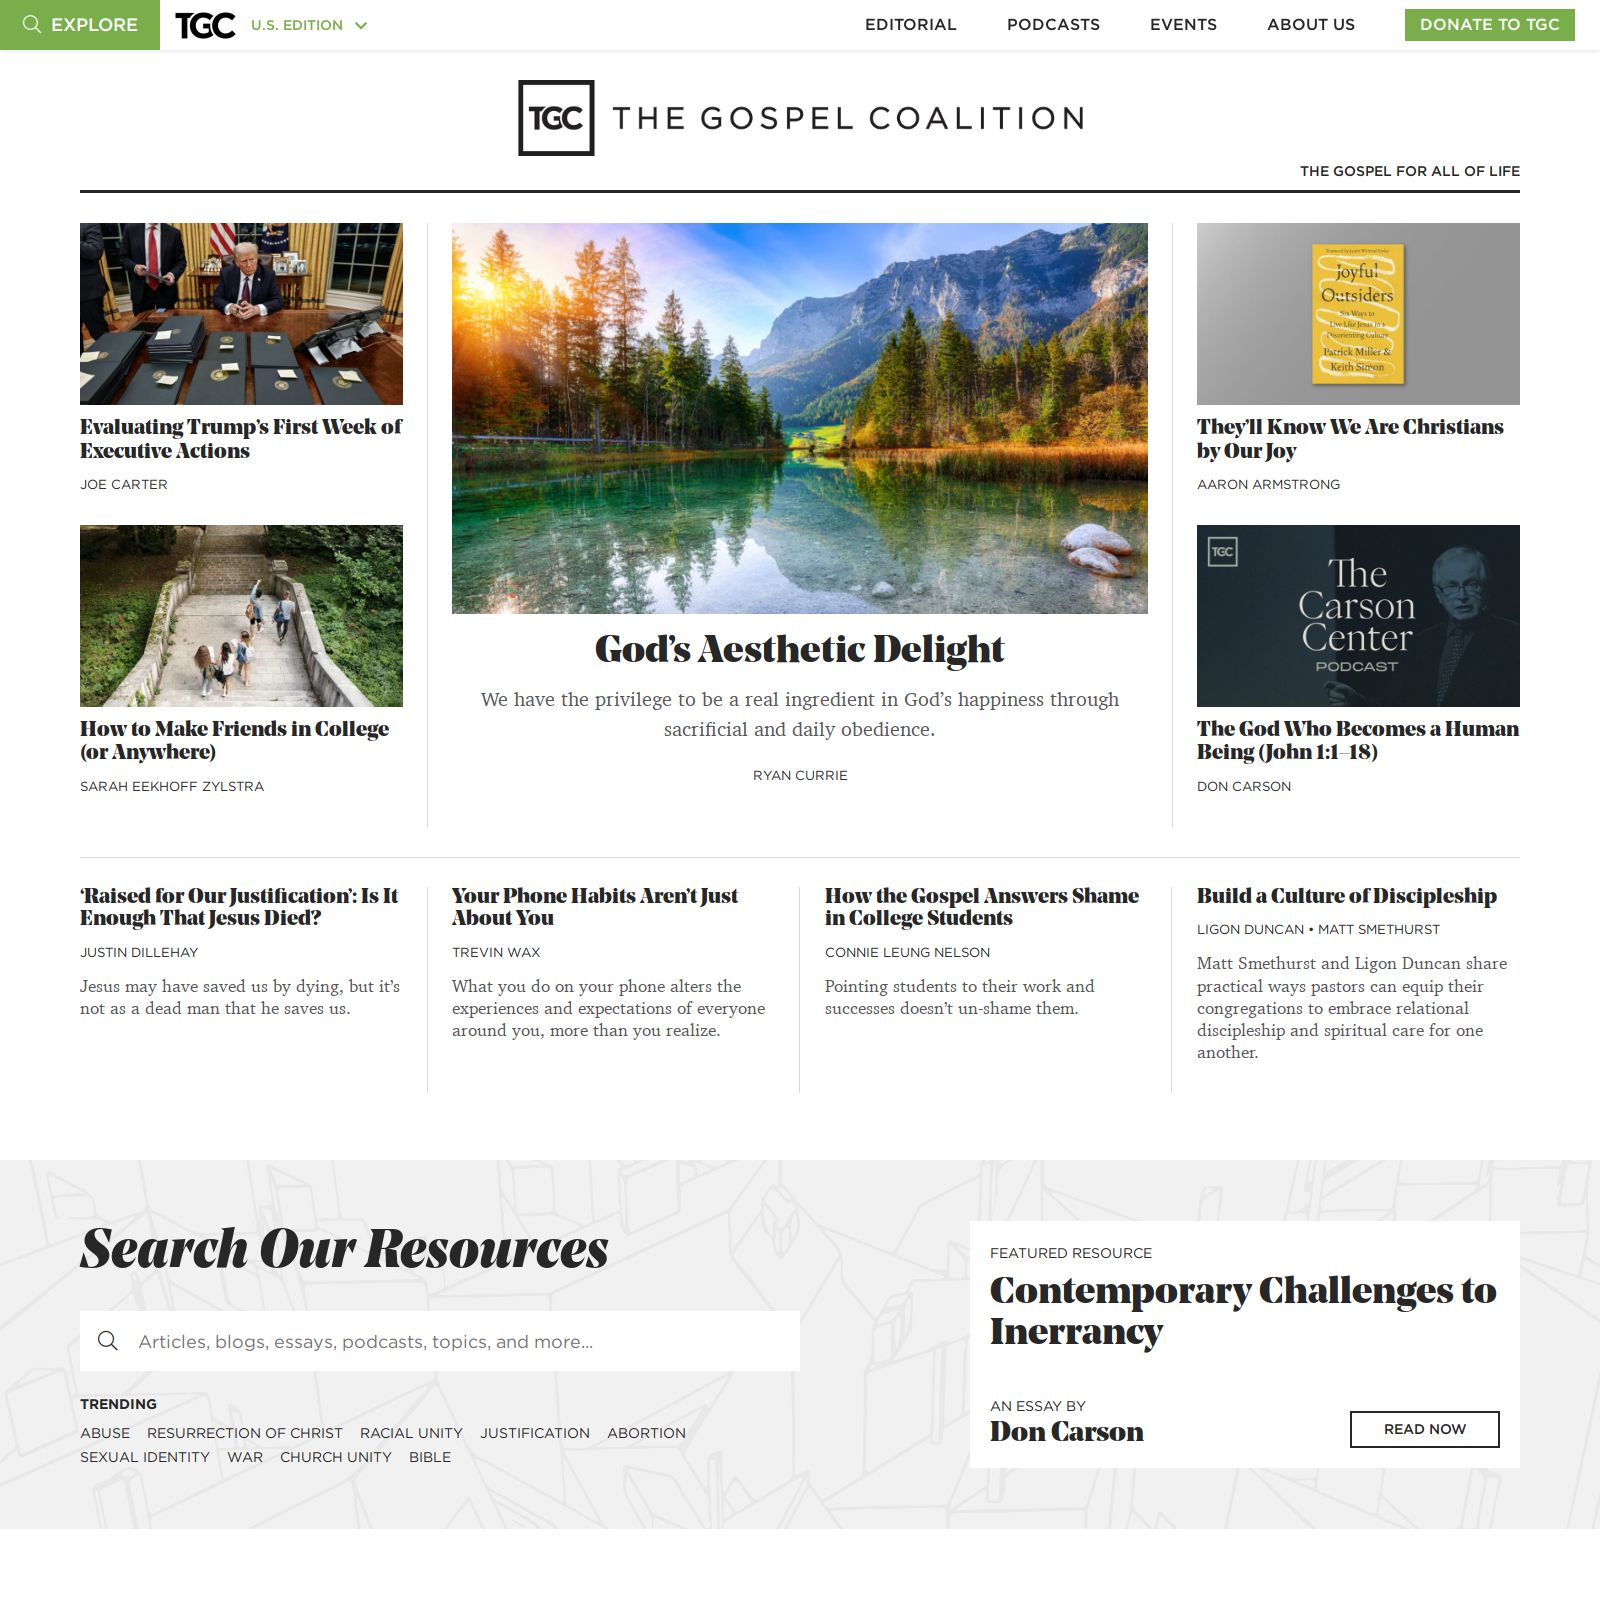 EXPLORE
TGC
U.S. EDITION
EDITORIAL
PODCASTS
EVENTS
ABOUT US
DONATE TO TGC
TGC THE GOSPEL COALITION
THE GOSPEL FOR ALL OF LIFE
Evaluating Trump’s First Week of
Executive Actions
JOE CARTER
How to Make Friends in College
(or Anywhere)
SARAH EEKHOFF ZYLSTRA
God’s Aesthetic Delight
We have the privilege to be a real ingredient in God’s happiness through
sacrificial and daily obedience.
RYAN CURRIE
Joyful
Outsiders
Six Ways to
Live Like Jesus in a
Disorienting Culture
Patrick Miller &
Keith Simon
They’ll Know We Are Christians
by Our Joy
AARON ARMSTRONG
TGC
The
Carson
Center
PODCAST
The God Who Becomes a Human
Being (John 1:1–18)
DON CARSON
‘Raised for Our Justification’: Is It
Enough That Jesus Died?
JUSTIN DILLEHAY
Jesus may have saved us by dying, but it’s
not as a dead man that he saves us.
Your Phone Habits Aren’t Just
About You
TREVIN WAX
What you do on your phone alters the
experiences and expectations of everyone
around you, more than you realize.
How the Gospel Answers Shame
in College Students
CONNIE LEUNG NELSON
Pointing students to their work and
successes doesn’t un-shame them.
Build a Culture of Discipleship
LIGON DUNCAN • MATT SMETHURST
Matt Smethurst and Ligon Duncan share
practical ways pastors can equip their
congregations to embrace relational
discipleship and spiritual care for one
another.
Search Our Resources
Articles, blogs, essays, podcasts, topics, and more...
TRENDING
ABUSE RESURRECTION OF CHRIST RACIAL UNITY JUSTIFICATION ABORTION
SEXUAL IDENTITY WAR CHURCH UNITY BIBLE
FEATURED RESOURCE
Contemporary Challenges to
Inerrancy
AN ESSAY BY
Don Carson
READ NOW